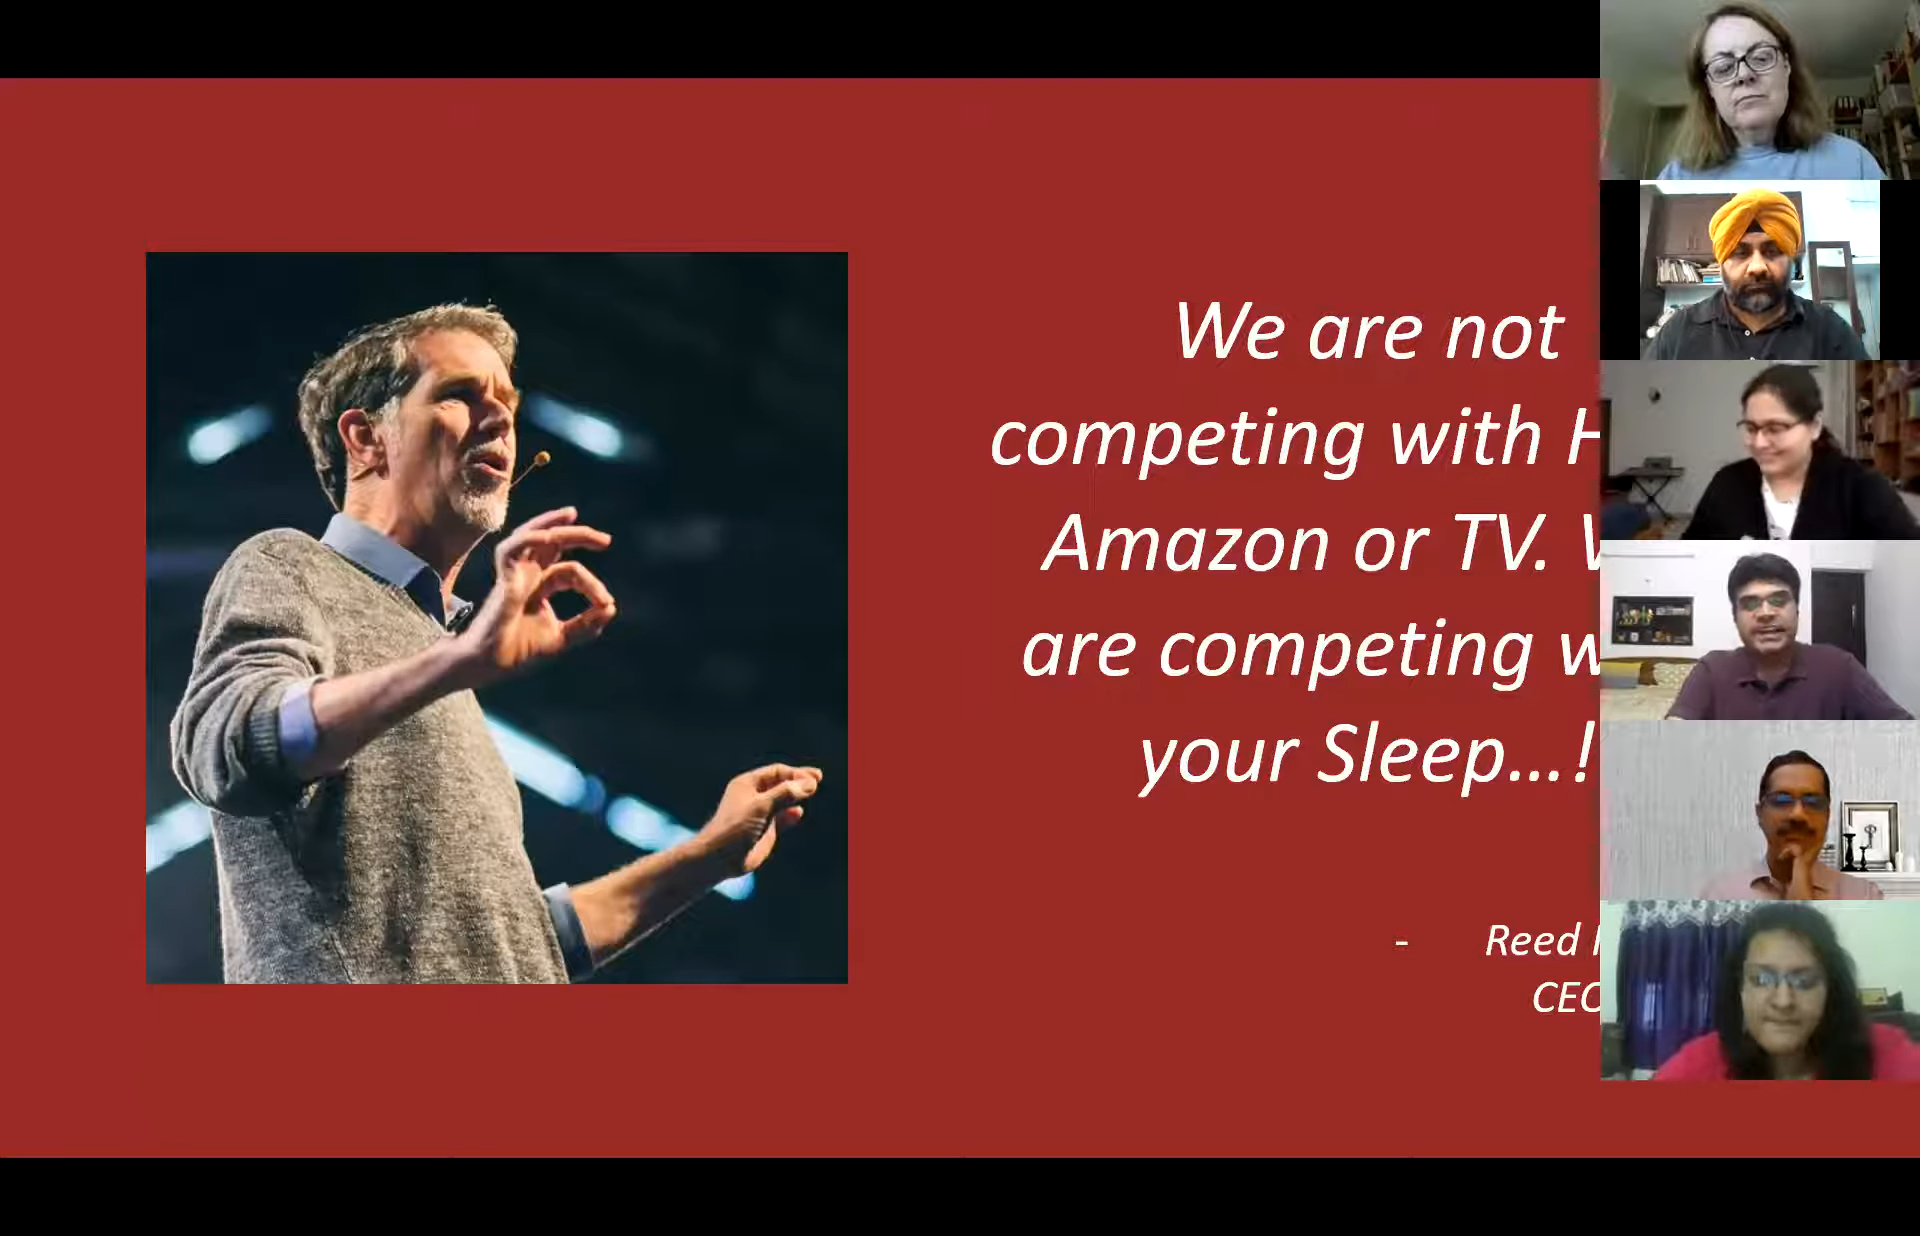 We are not
competing with H
Amazon or TV.
are competing w
your Sleep...!
- Reed
CEO